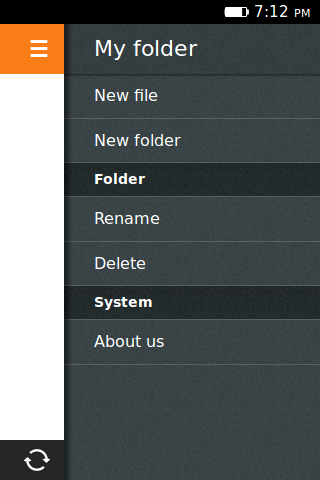 7:12 PM
My folder
New file
New folder
Folder
Rename
Delete
System
About us